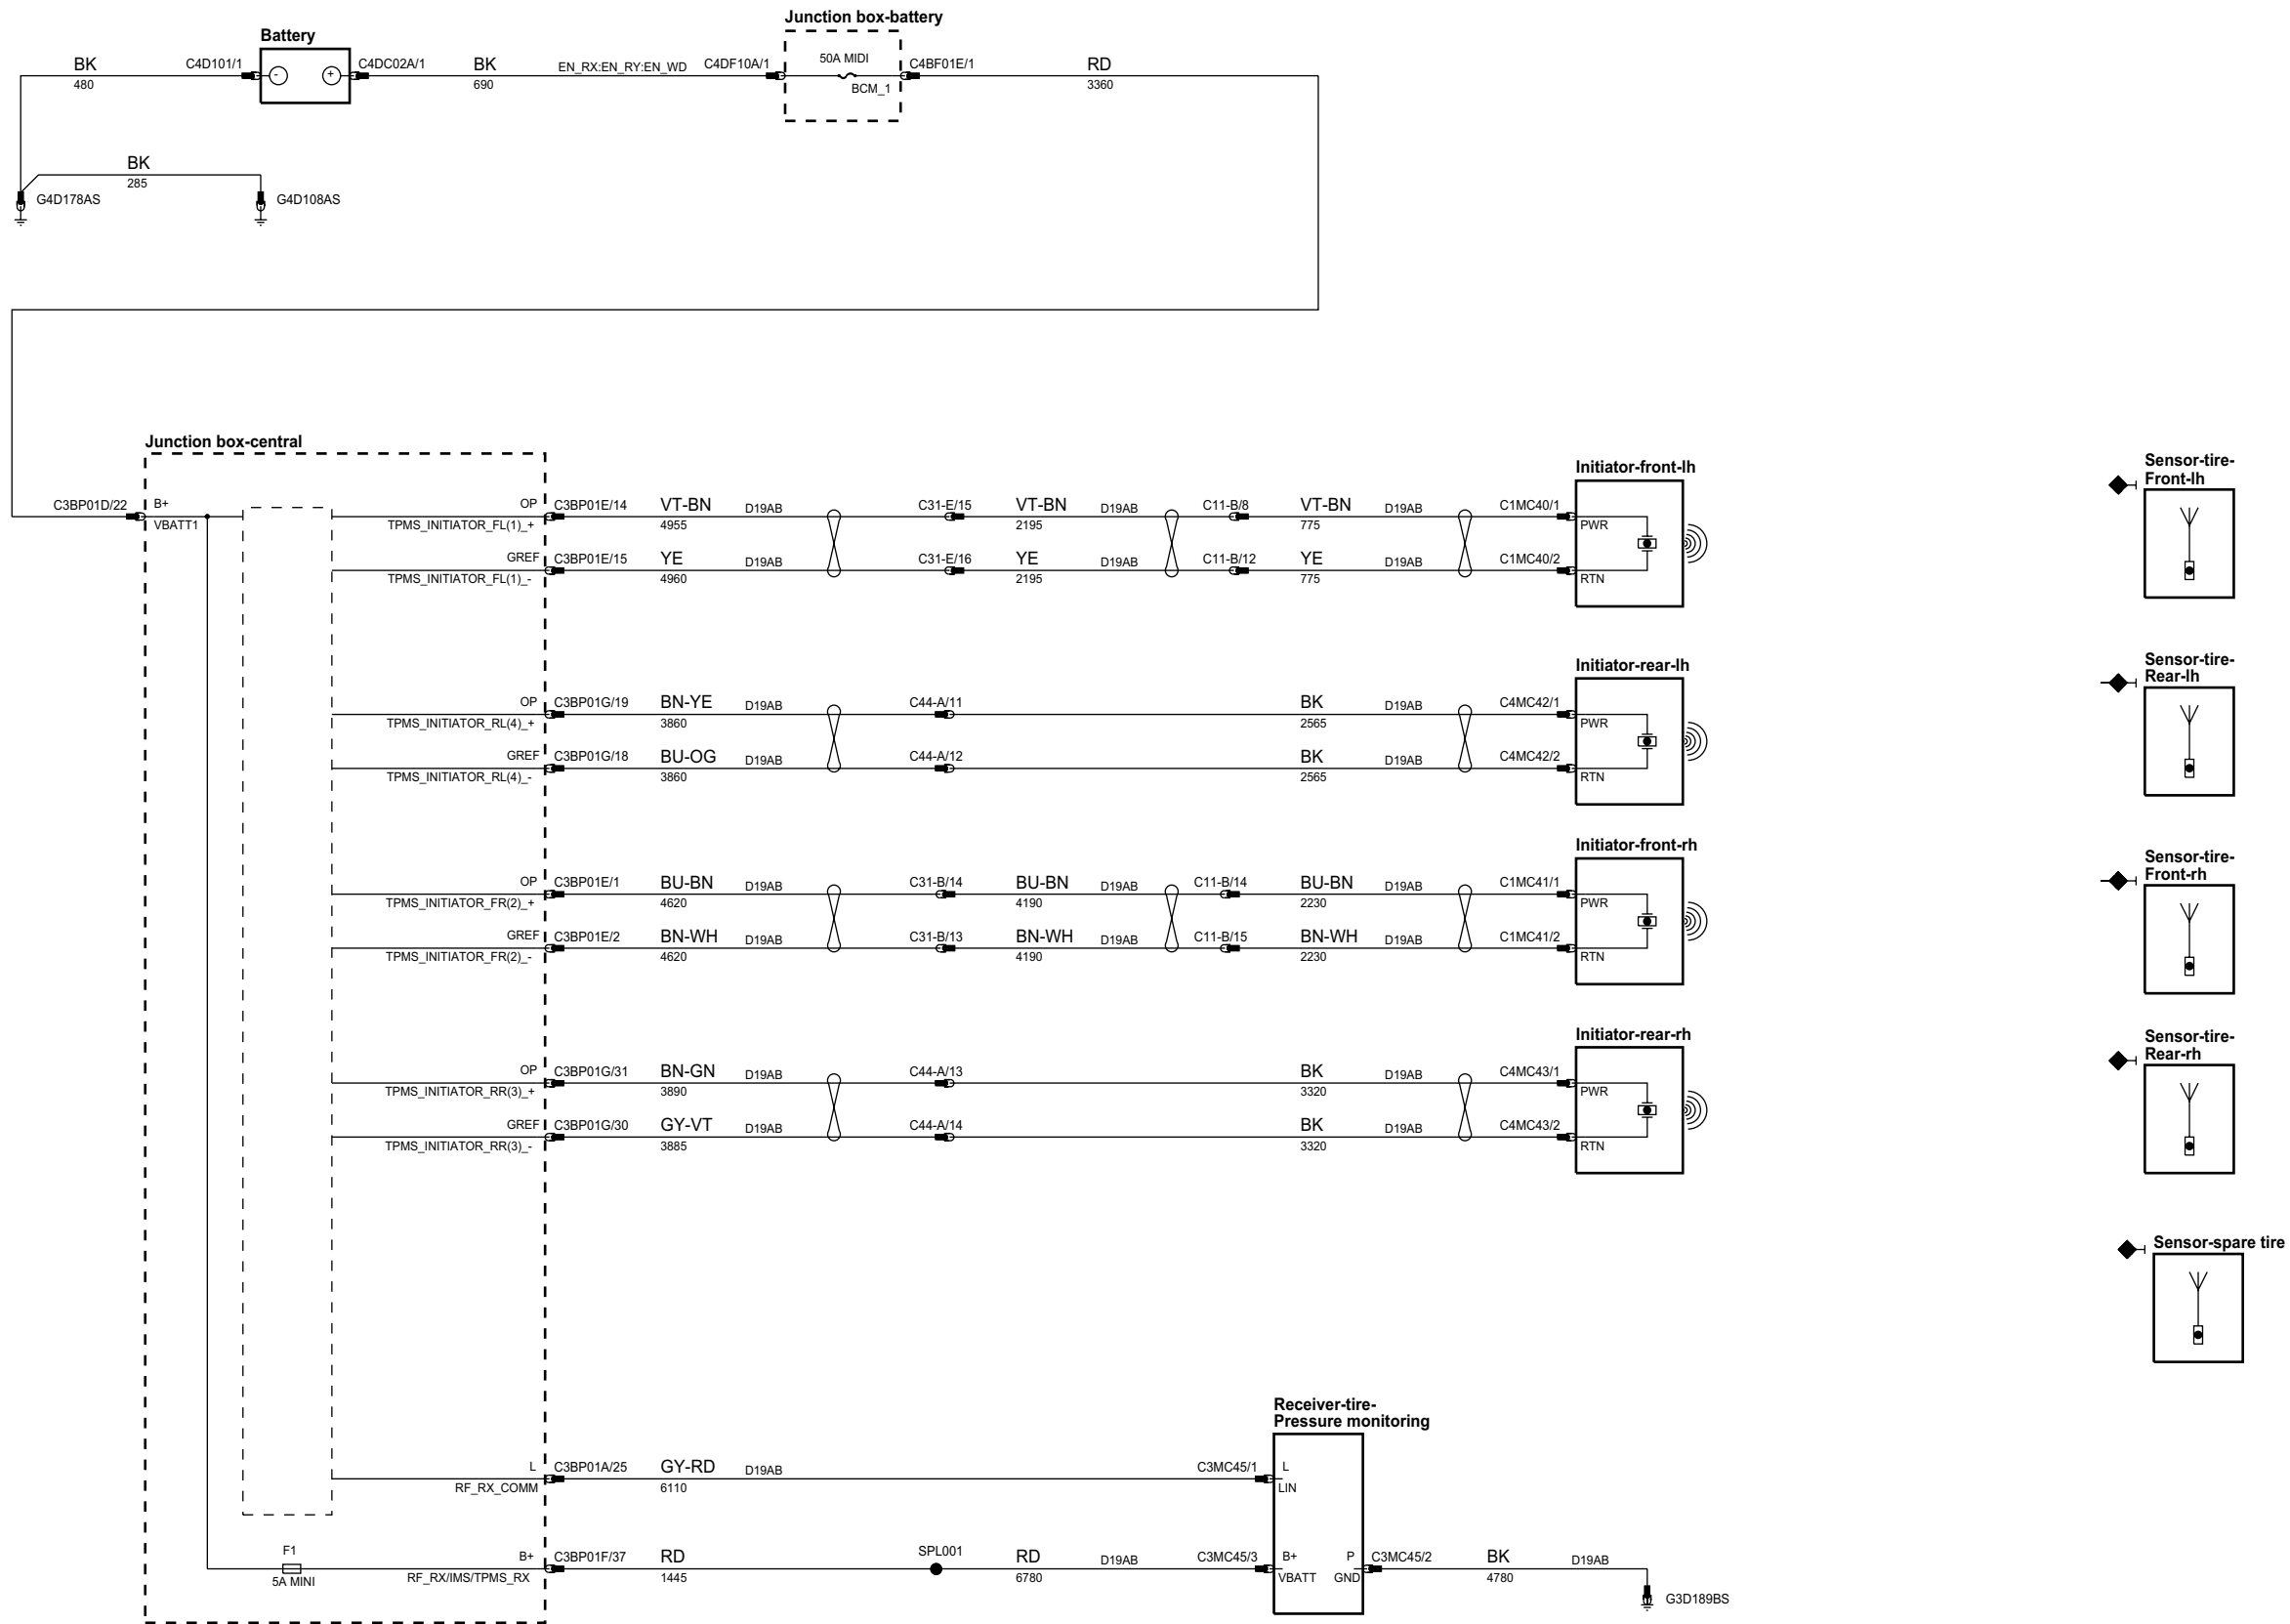 Junction box-battery
Battery
BK
480
C4D101/1
-
+
C4DC02A/1
BK
690
EN_RX:EN_RY:EN_WD
C4DF10A/1
50A MIDI
BCM_1
C4BF01E/1
RD
3360
BK
285
G4D178AS
G4D108AS
Junction box-central
C3BP01D/22
B+
VBATT1
OP
TPMS_INITIATOR_FL(1)_+
C3BP01E/14
VT-BN
4955
D19AB
C31-E/15
VT-BN
2195
D19AB
C11-B/8
VT-BN
775
D19AB
C1MC40/1
Initiator-front-lh
PWR
GREF
TPMS_INITIATOR_FL(1)_-
C3BP01E/15
YE
4960
D19AB
C31-E/16
YE
2195
D19AB
C11-B/12
YE
775
D19AB
C1MC40/2
RTN
Sensor-tire-
Front-lh
OP
TPMS_INITIATOR_RL(4)_+
C3BP01G/19
BN-YE
3860
D19AB
C44-A/11
BK
2565
D19AB
C4MC42/1
Initiator-rear-lh
PWR
GREF
TPMS_INITIATOR_RL(4)_-
C3BP01G/18
BU-OG
3860
D19AB
C44-A/12
BK
2565
D19AB
C4MC42/2
RTN
Sensor-tire-
Rear-lh
OP
TPMS_INITIATOR_FR(2)_+
C3BP01E/1
BU-BN
4620
D19AB
C31-B/14
BU-BN
4190
D19AB
C11-B/14
BU-BN
2230
D19AB
C1MC41/1
Initiator-front-rh
PWR
GREF
TPMS_INITIATOR_FR(2)_-
C3BP01E/2
BN-WH
4620
D19AB
C31-B/13
BN-WH
4190
D19AB
C11-B/15
BN-WH
2230
D19AB
C1MC41/2
RTN
Sensor-tire-
Front-rh
OP
TPMS_INITIATOR_RR(3)_+
C3BP01G/31
BN-GN
3890
D19AB
C44-A/13
BK
3320
D19AB
C4MC43/1
Initiator-rear-rh
PWR
GREF
TPMS_INITIATOR_RR(3)_-
C3BP01G/30
GY-VT
3885
D19AB
C44-A/14
BK
3320
D19AB
C4MC43/2
RTN
Sensor-tire-
Rear-rh
Sensor-spare tire
Receiver-tire-
Pressure monitoring
L
RF_RX_COMM
C3BP01A/25
GY-RD
6110
D19AB
C3MC45/1
L
LIN
F1
5A MINI
B+
RF_RX/IMS/TPMS_RX
C3BP01F/37
RD
1445
SPL001
RD
6780
D19AB
C3MC45/3
B+
VBATT
P
GND
C3MC45/2
BK
4780
D19AB
G3D189BS